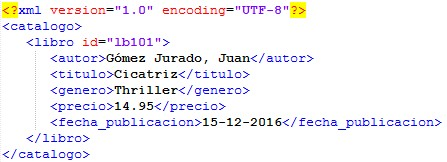 <?xml version="1.0" encoding="UTF-8"?>
<catalogo>
<libro id="lb101">
<autor>Gómez Jurado, Juan</autor>
<titulo>Cicatriz</titulo>
<genero>Thriller</genero>
<precio>14.95</precio>
<fecha_publicacion>15-12-2016</fecha_publicacion>
</libro>
</catalogo>